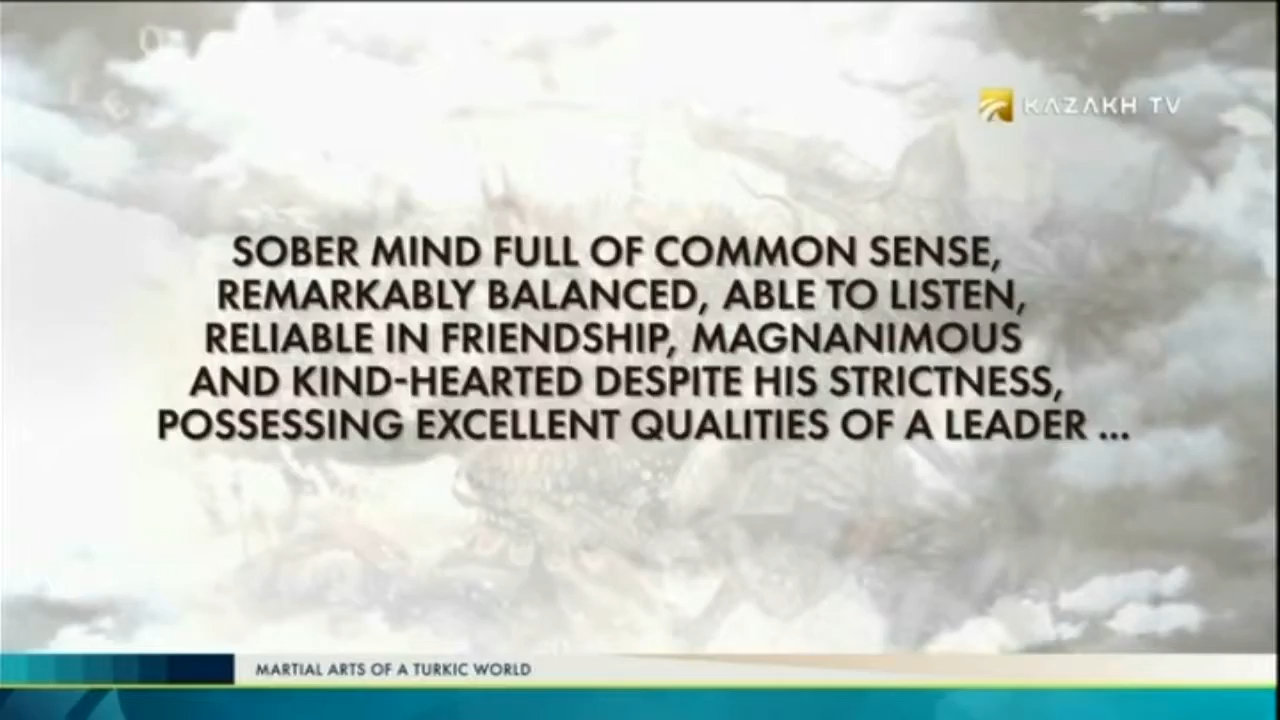 KAZAKH TV
SOBER MIND FULL OF COMMON SENSE,
REMARKABLY BALANCED, ABLE TO LISTEN,
RELIABLE IN FRIENDSHIP, MAGNANIMOUS
AND KIND-HEARTED DESPITE HIS STRICTNESS,
POSSESSING EXCELLENT QUALITIES OF A LEADER ...
MARTIAL ARTS OF A TURKIC WORLD